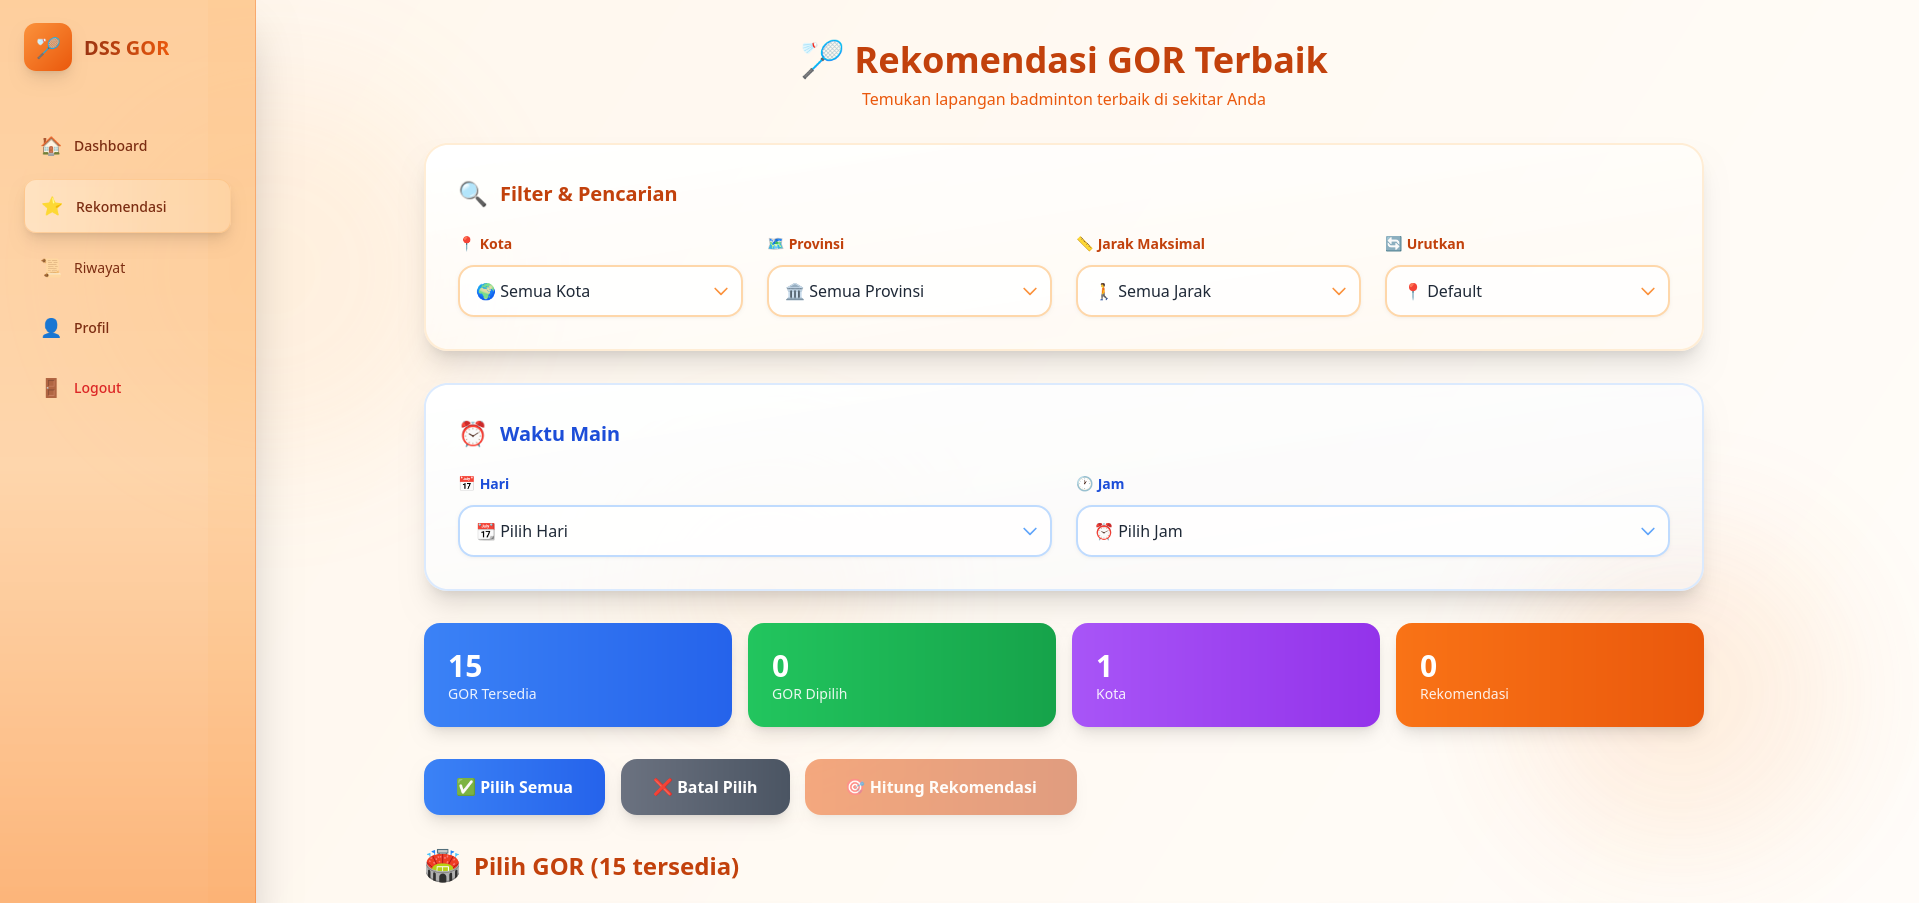 DSS GOR
Dashboard
Rekomendasi
Riwayat
Profil
Logout
Rekomendasi GOR Terbaik
Temukan lapangan badminton terbaik di sekitar Anda
Filter & Pencarian
Kota
Provinsi
Jarak Maksimal
Urutkan
Semua Kota
Semua Provinsi
Semua Jarak
Default
Waktu Main
Hari
Jam
Pilih Hari
Pilih Jam
15
GOR Tersedia
0
GOR Dipilih
1
Kota
0
Rekomendasi
Pilih Semua
Batal Pilih
Hitung Rekomendasi
Pilih GOR (15 tersedia)